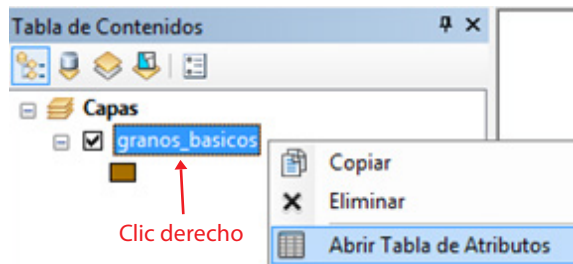 Tabla de Contenidos
Capas
granos_basicos
Copiar
Eliminar
Clic derecho
Abrir Tabla de Atributos